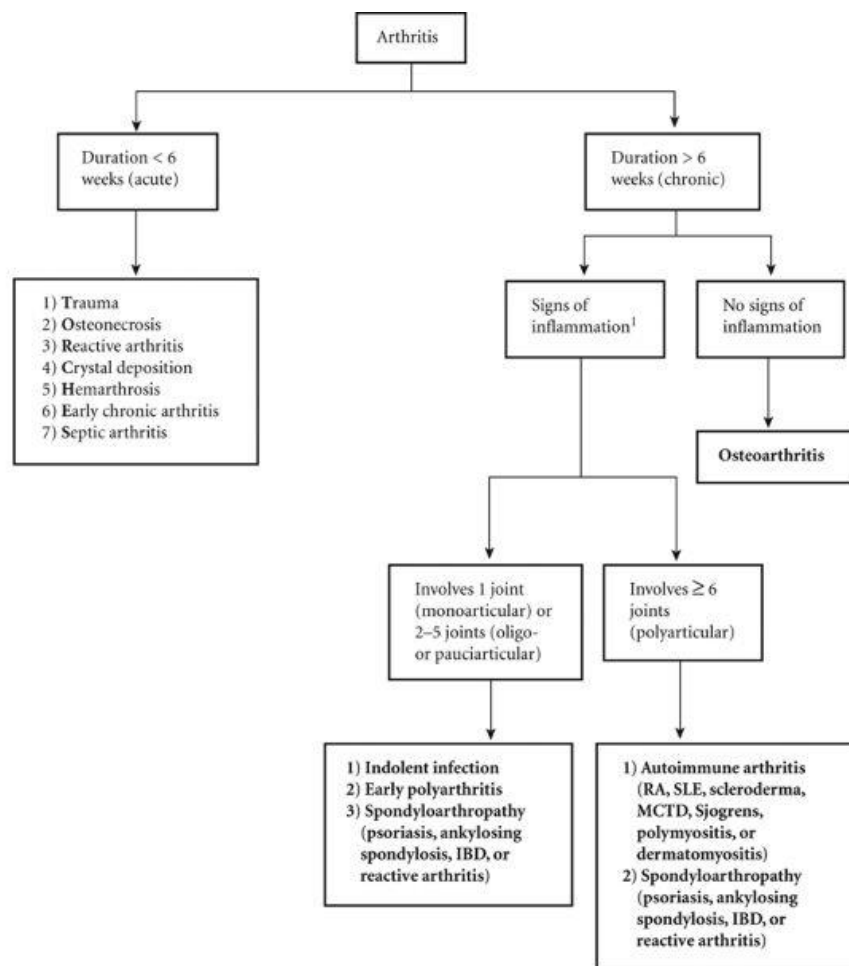 Arthritis
Duration < 6
weeks (acute)
Duration > 6
weeks (chronic)
1) Trauma
2) Osteonecrosis
3) Reactive arthritis
4) Crystal deposition
5) Hemarthrosis
6) Early chronic arthritis
7) Septic arthritis
Signs of
inflammation¹
No signs of
inflammation
Osteoarthritis
Involves 1 joint
(monoarticular) or
2–5 joints (oligo-
or pauciarticular)
Involves ≥ 6
joints
(polyarticular)
1) Indolent infection
2) Early polyarthritis
3) Spondyloarthropathy
(psoriasis, ankylosing
spondylosis, IBD, or
reactive arthritis)
1) Autoimmune arthritis
(RA, SLE, scleroderma,
MCTD, Sjogrens,
polymyositis, or
dermatomyositis)
2) Spondyloarthropathy
(psoriasis, ankylosing
spondylosis, IBD, or
reactive arthritis)